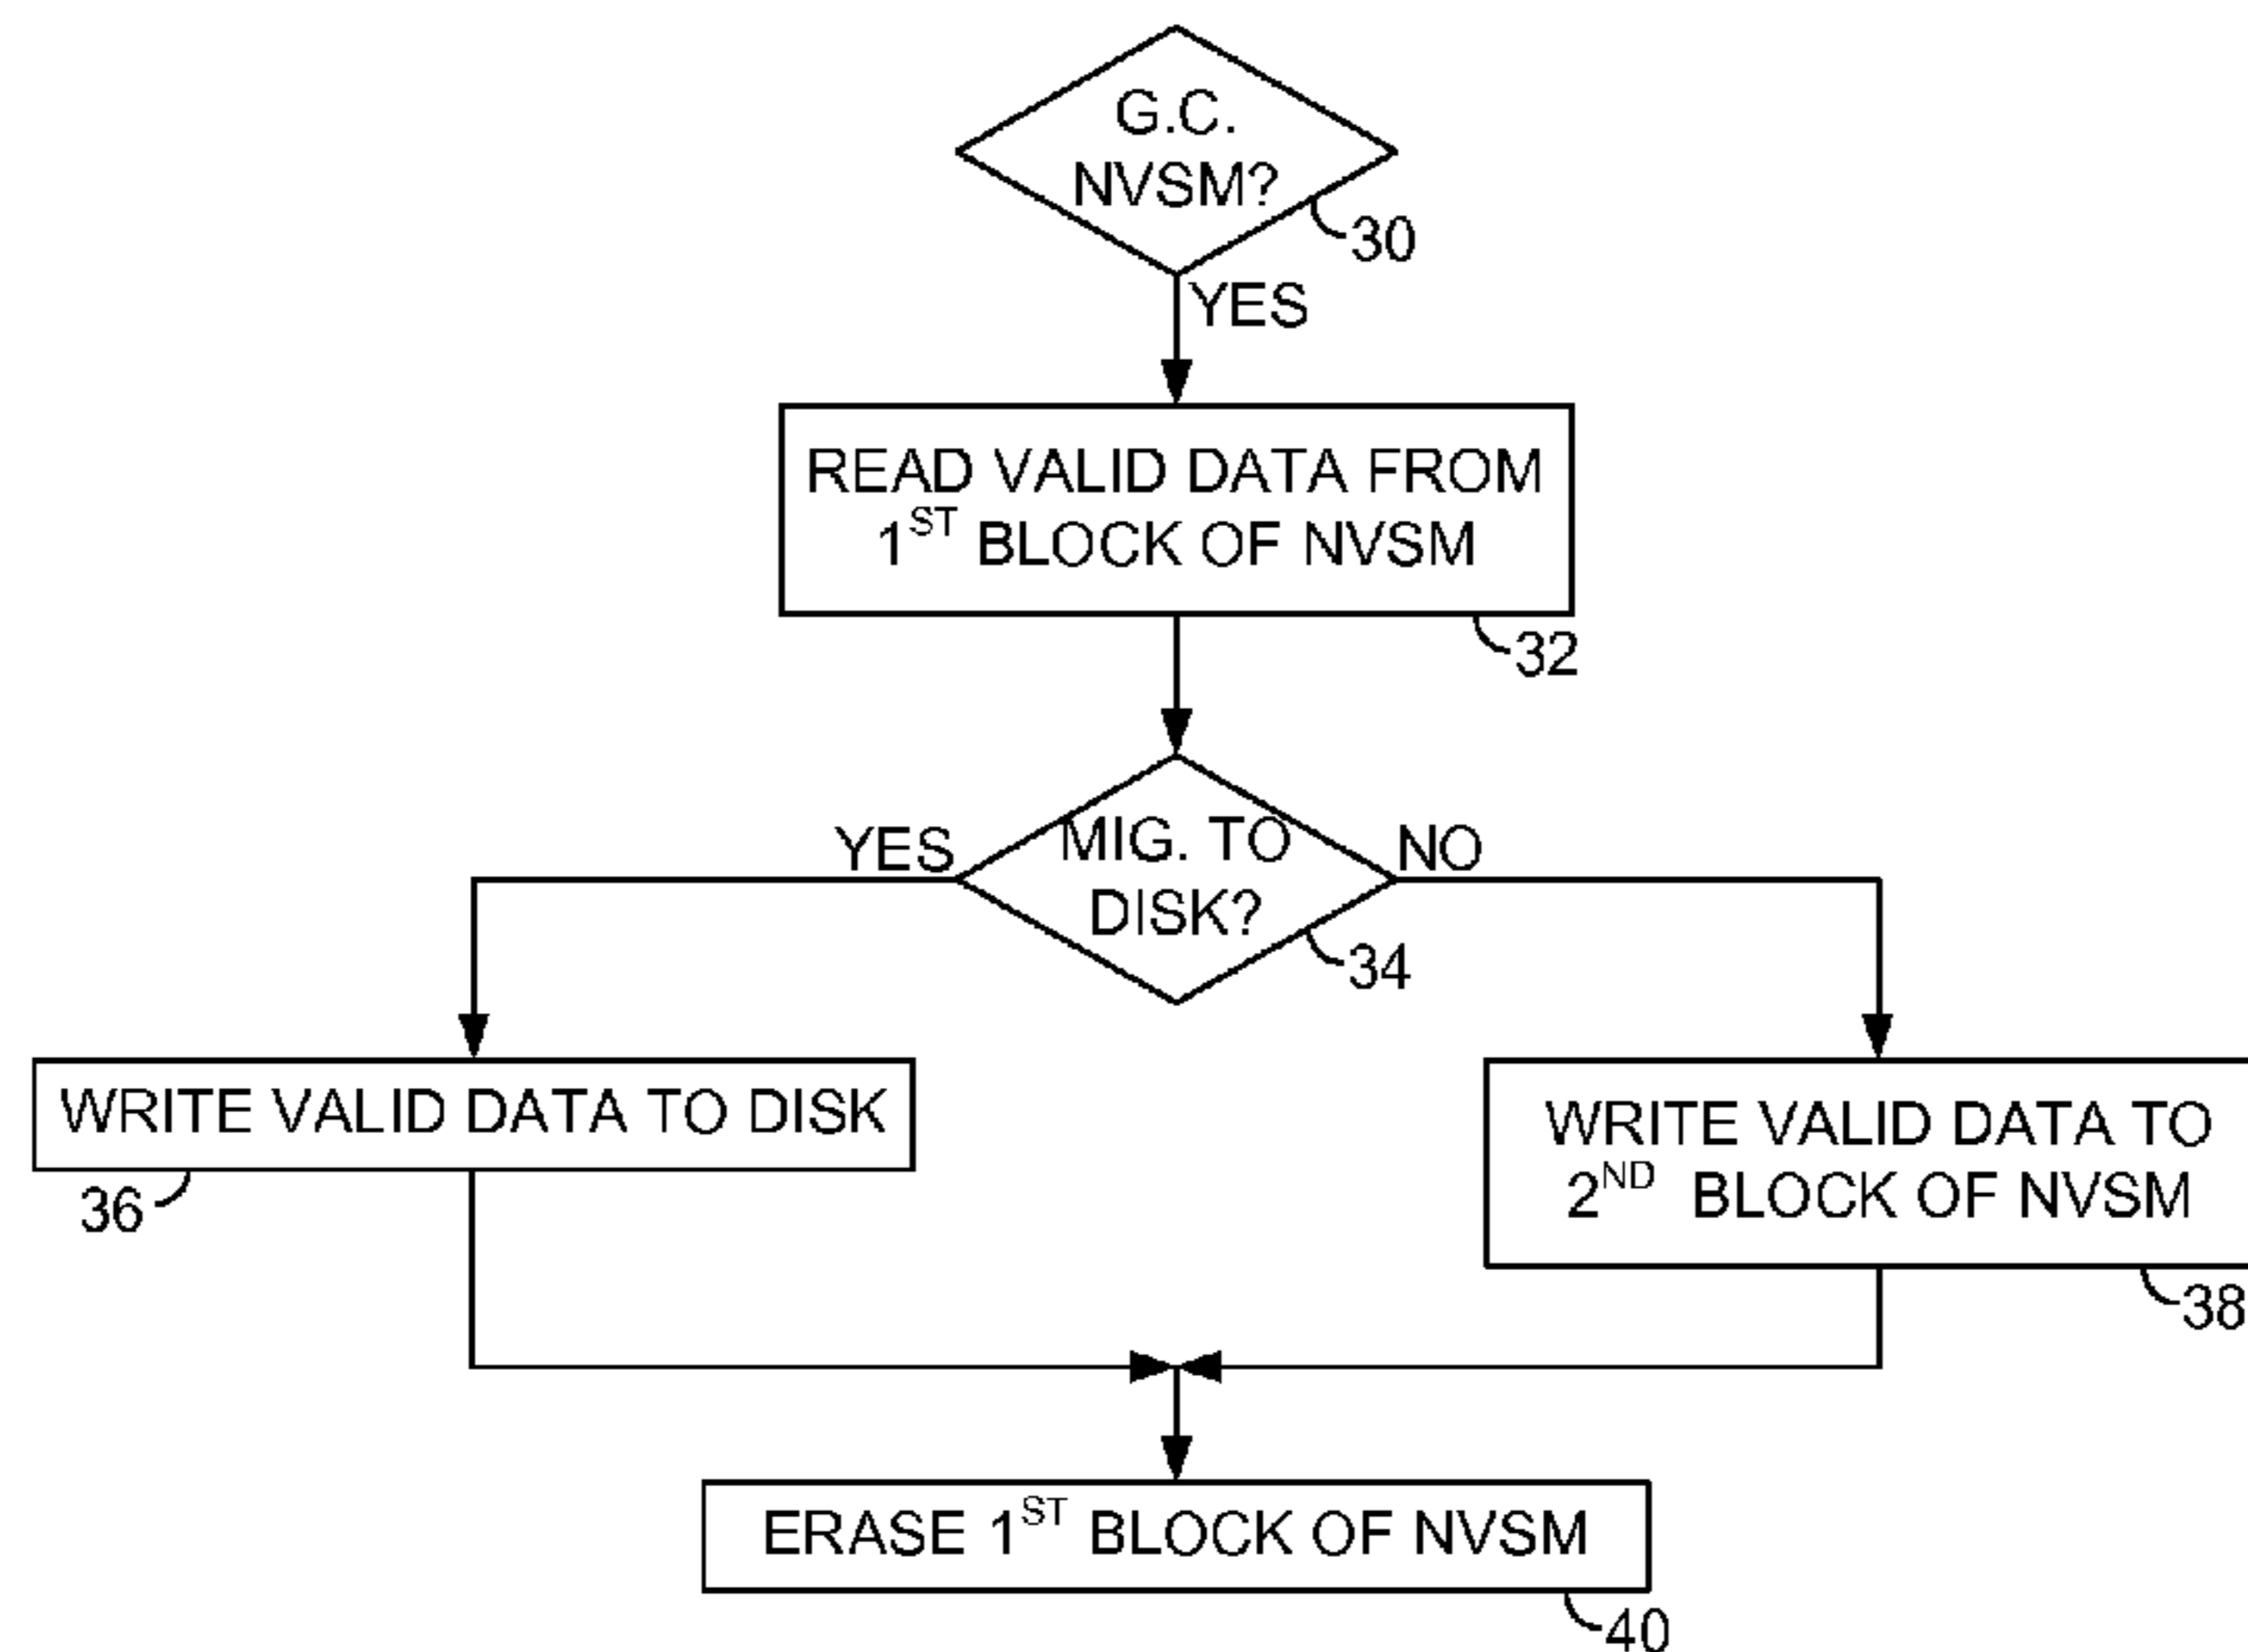 G.C.
NVSM?
30
YES
READ VALID DATA FROM
1ST BLOCK OF NVSM
32
YES
MIG. TO
DISK?
NO
34
WRITE VALID DATA TO DISK
36
WRITE VALID DATA TO
2ND BLOCK OF NVSM
38
ERASE 1ST BLOCK OF NVSM
40